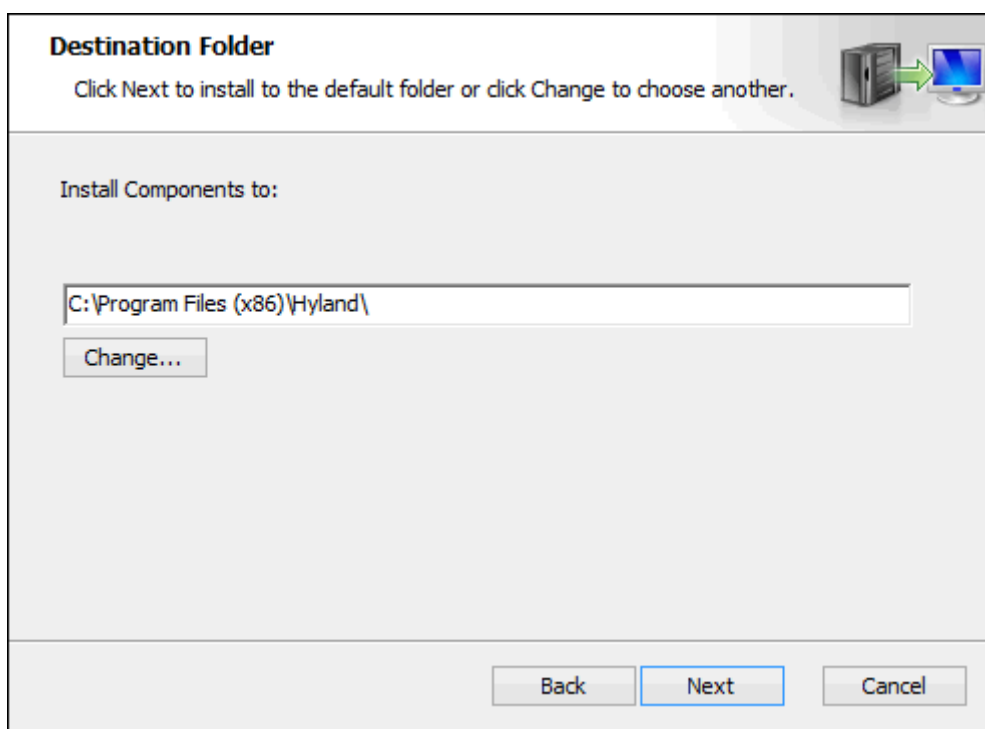 Destination Folder
Click Next to install to the default folder or click Change to choose another.
Install Components to:
C:\Program Files (x86)\Hyland\
Change...
Back Next Cancel